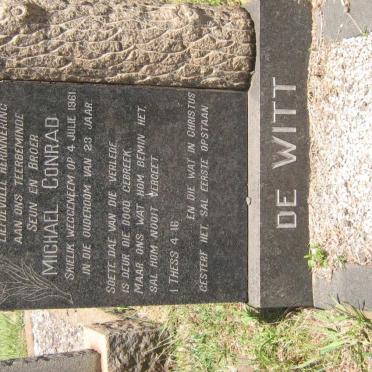 LIEFDEVOLLE HERINNERING
AAN ONS TEERBEMINDE
SEUN EN BROER
MICHAEL CONRAD
SKIELIK WEGGENEEM OP 4 JULIE 1961
IN DIE OUDERDOM VAN 23 JAAR.
SOETE DAE VAN DIE VERLEDE
IS DEUR DIE DOOD GEBREEK
MAAR ONS WAT HOM BEMIN HET,
SAL HOM NOOIT VERGEET
1 THESS 4:16
EN DIE WAT IN CHRISTUS
GESTERF HET, SAL EERSTE OPSTAAN
DE WITT